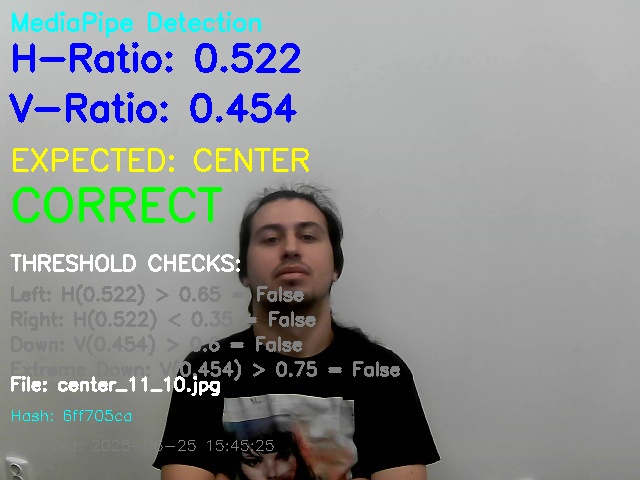 MediaPipe Detection
H-Ratio: 0.522
V-Ratio: 0.454
EXPECTED: CENTER
CORRECT
THRESHOLD CHECKS:
Left: H(0.522) > 0.65 = False
Right: H(0.522) < 0.35 = False
Down: V(0.454) > 0.6 = False
Extreme Down: V(0.454) > 0.75 = False
File: center_11_10.jpg
Hash: 6ff705ca
15:45:25